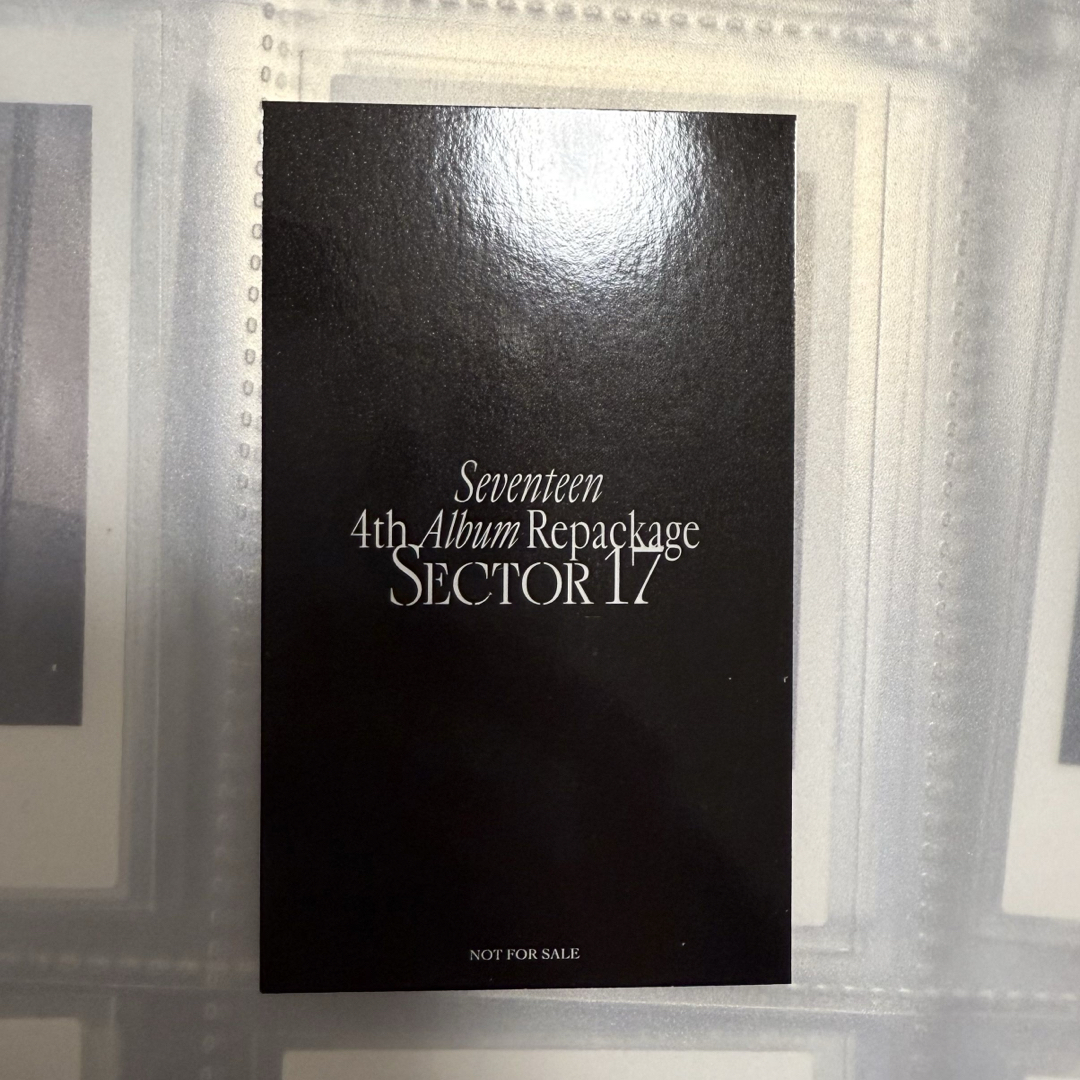 Seventeen
4th Album Repackage
SECTOR 17
NOT FOR SALE